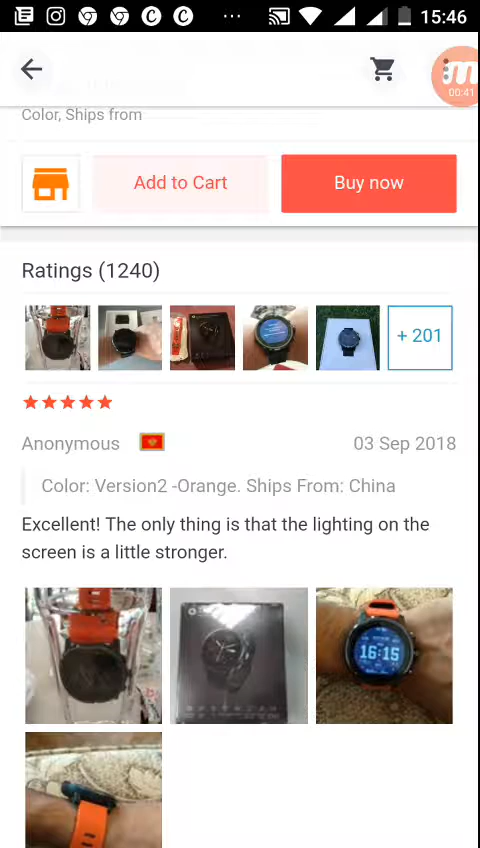 15:46
00:41
Color, Ships from
Add to Cart
Buy now
Ratings (1240)
+ 201
Anonymous
03 Sep 2018
Color: Version2 -Orange. Ships From: China
Excellent! The only thing is that the lighting on the
screen is a little stronger.
16:15